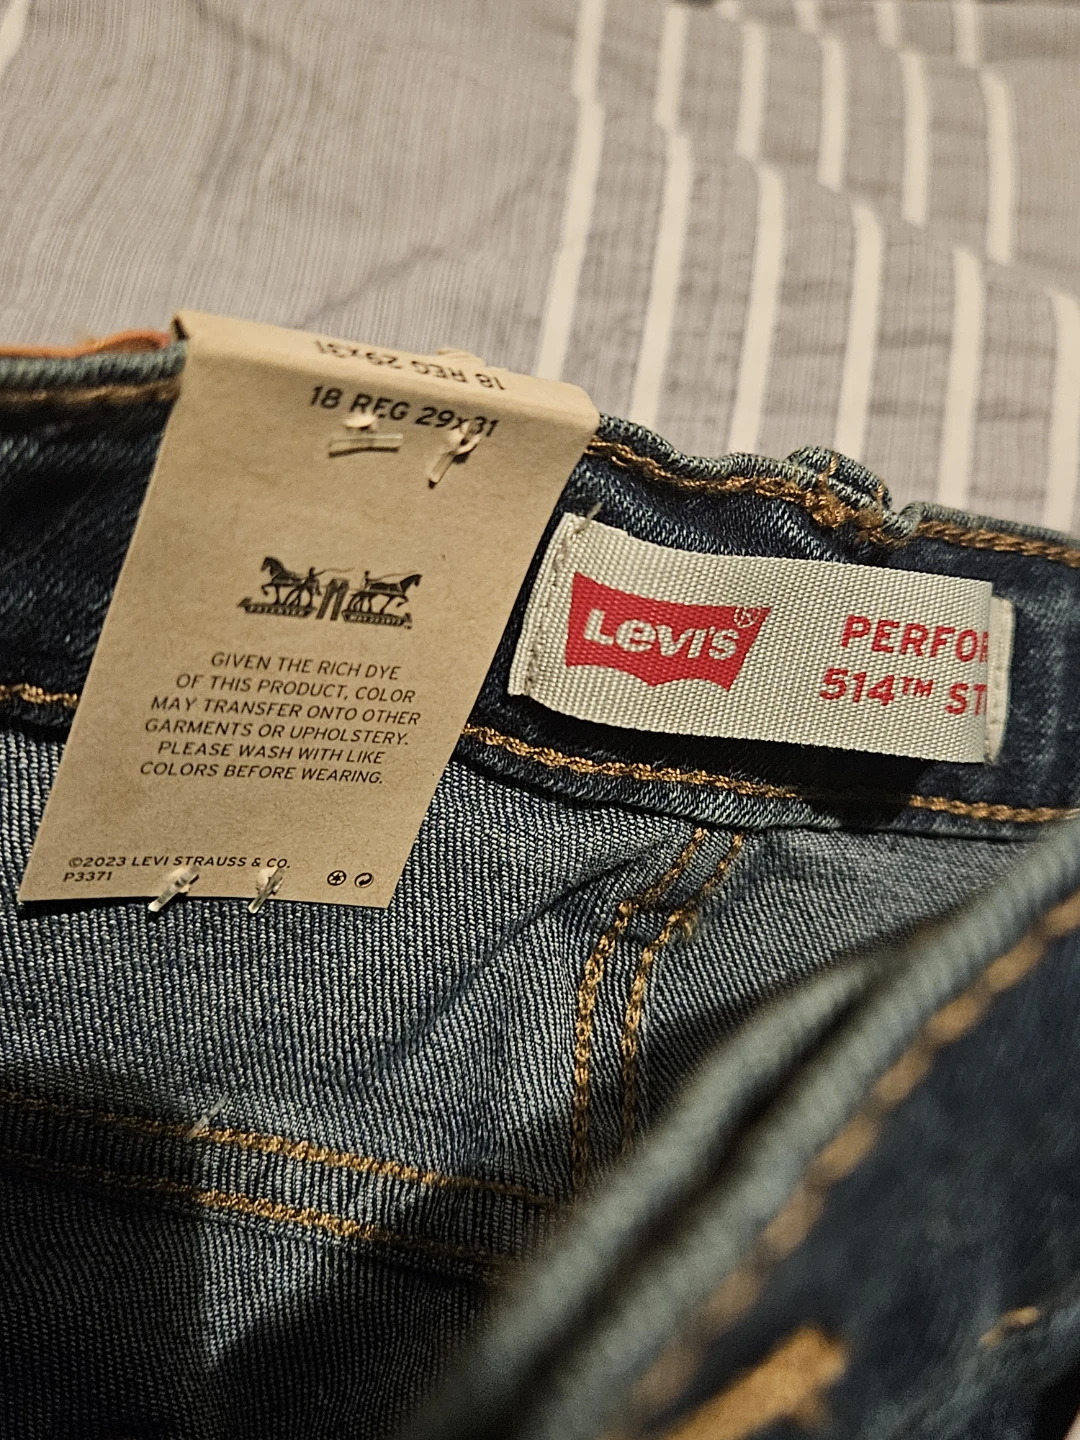 18 REG 29x31
18 REG 29x31
GIVEN THE RICH DYE
OF THIS PRODUCT, COLOR
MAY TRANSFER ONTO OTHER
GARMENTS OR UPHOLSTERY.
PLEASE WASH WITH LIKE
COLORS BEFORE WEARING.
©2023 LEVI STRAUSS & CO.
P3371
Levi's®
PERFO
514™ ST